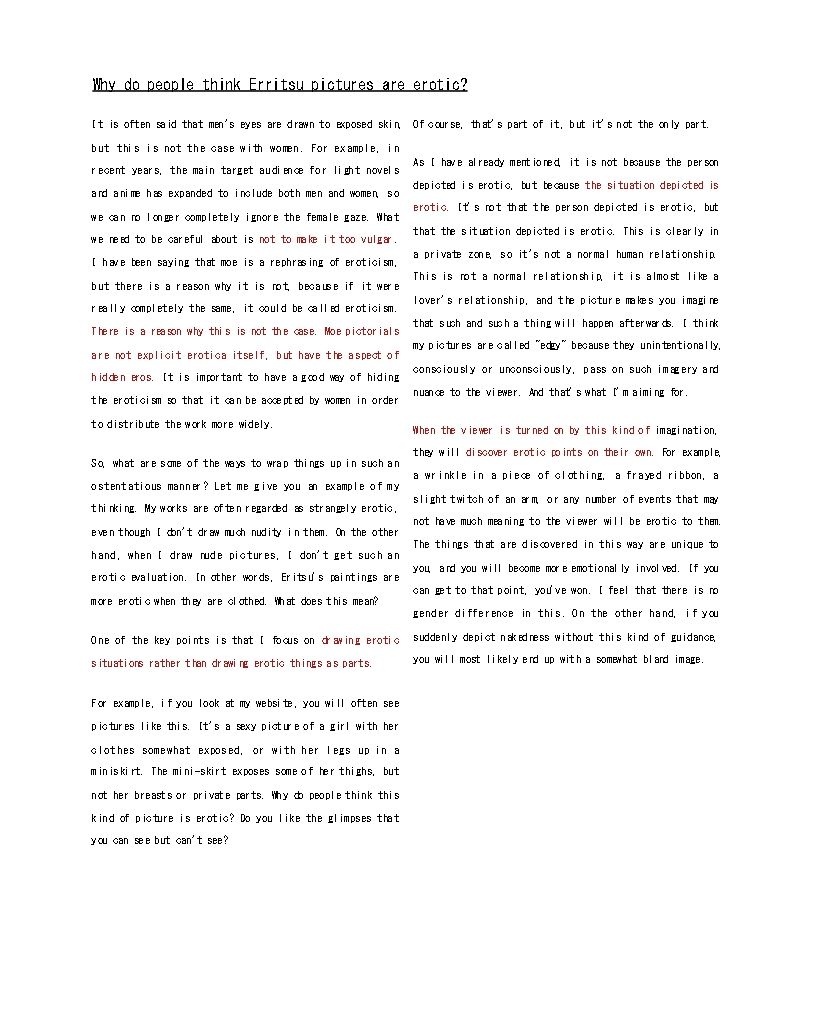 Why do people think Erritsu pictures are erotic?
It is often said that men's eyes are drawn to exposed skin,
but this is not the case with women. For example, in
recent years, the main target audience for light novels
and anime has expanded to include both men and women, so
we can no longer completely ignore the female gaze. What
we need to be careful about is not to make it too vulgar.
I have been saying that moe is a rephrasing of eroticism,
but there is a reason why it is not, because if it were
really completely the same, it could be called eroticism.
There is a reason why this is not the case. Moe pictorials
are not explicit erotica itself, but have the aspect of
hidden eros. It is important to have a good way of hiding
the eroticism so that it can be accepted by women in order
to distribute the work more widely.
So, what are some of the ways to wrap things up in such an
ostentatious manner? Let me give you an example of my
thinking. My works are often regarded as strangely erotic,
even though I don't draw much nudity in them. On the other
hand, when I draw nude pictures, I don't get such an
erotic evaluation. In other words, Eritsu's paintings are
more erotic when they are clothed. What does this mean?
One of the key points is that I focus on drawing erotic
situations rather than drawing erotic things as parts.
For example, if you look at my website, you will often see
pictures like this. It's a sexy picture of a girl with her
clothes somewhat exposed, or with her legs up in a
miniskirt. The mini-skirt exposes some of her thighs, but
not her breasts or private parts. Why do people think this
kind of picture is erotic? Do you like the glimpses that
you can see but can't see?
Of course, that's part of it, but it's not the only part.
As I have already mentioned, it is not because the person
depicted is erotic, but because the situation depicted is
erotic. It's not that the person depicted is erotic, but
that the situation depicted is erotic. This is clearly in
a private zone, so it's not a normal human relationship.
This is not a normal relationship, it is almost like a
lover's relationship, and the picture makes you imagine
that such and such a thing will happen afterwards. I think
my pictures are called "edgy" because they unintentionally,
consciously or unconsciously, pass on such imagery and
nuance to the viewer. And that's what I'm aiming for.
When the viewer is turned on by this kind of imagination,
they will discover erotic points on their own. For example,
a wrinkle in a piece of clothing, a frayed ribbon, a
slight twitch of an arm, or any number of events that may
not have much meaning to the viewer will be erotic to them.
The things that are discovered in this way are unique to
you, and you will become more emotionally involved. If you
can get to that point, you've won. I feel that there is no
gender difference in this. On the other hand, if you
suddenly depict nakedness without this kind of guidance,
you will most likely end up with a somewhat bland image.